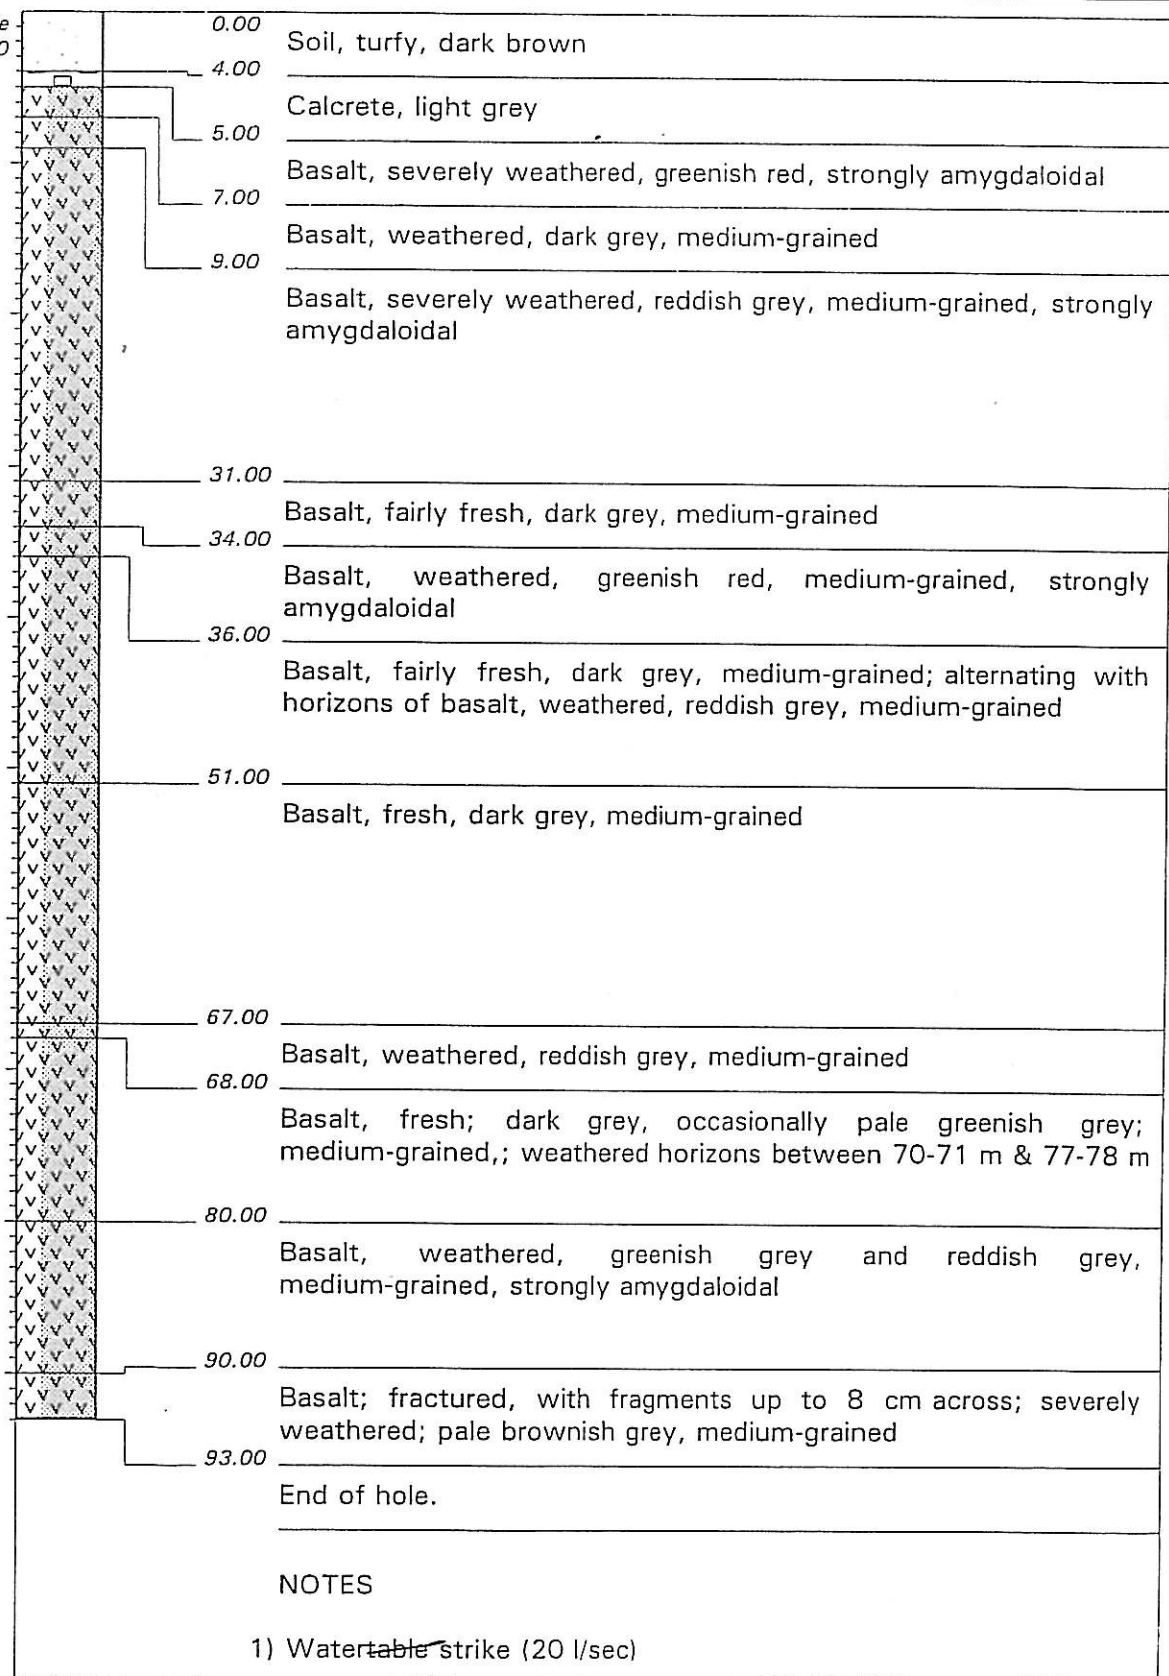 e
0
0.00
Soil, turfy, dark brown
4.00
Calcrete, light grey
5.00
Basalt, severely weathered, greenish red, strongly amygdaloidal
7.00
Basalt, weathered, dark grey, medium-grained
9.00
Basalt, severely weathered, reddish grey, medium-grained, strongly
amygdaloidal
31.00
Basalt, fairly fresh, dark grey, medium-grained
34.00
Basalt, weathered, greenish red, medium-grained, strongly
amygdaloidal
36.00
Basalt, fairly fresh, dark grey, medium-grained; alternating with
horizons of basalt, weathered, reddish grey, medium-grained
51.00
Basalt, fresh, dark grey, medium-grained
67.00
Basalt, weathered, reddish grey, medium-grained
68.00
Basalt, fresh; dark grey, occasionally pale greenish grey;
medium-grained,; weathered horizons between 70-71 m & 77-78 m
80.00
Basalt, weathered, greenish grey and reddish grey,
medium-grained, strongly amygdaloidal
90.00
Basalt; fractured, with fragments up to 8 cm across; severely
weathered; pale brownish grey, medium-grained
93.00
End of hole.
NOTES
1) Watertable strike (20 l/sec)